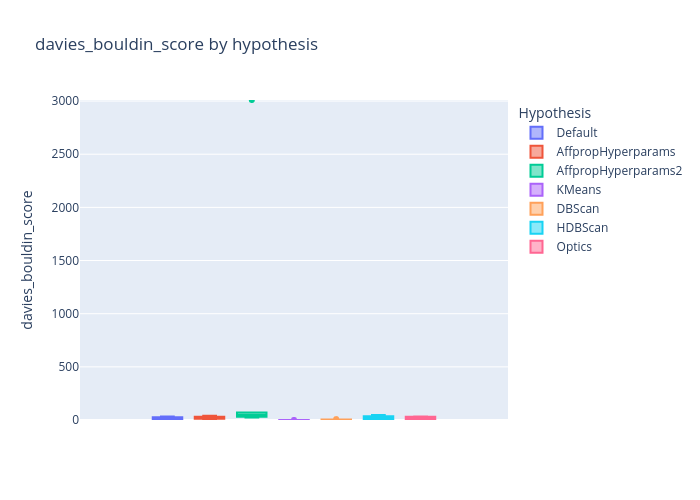 davies_bouldin_score by hypothesis
davies_bouldin_score
3000
2500
2000
1500
1000
500
0
Hypothesis
Default
AffpropHyperparams
AffpropHyperparams2
KMeans
DBScan
HDBScan
Optics